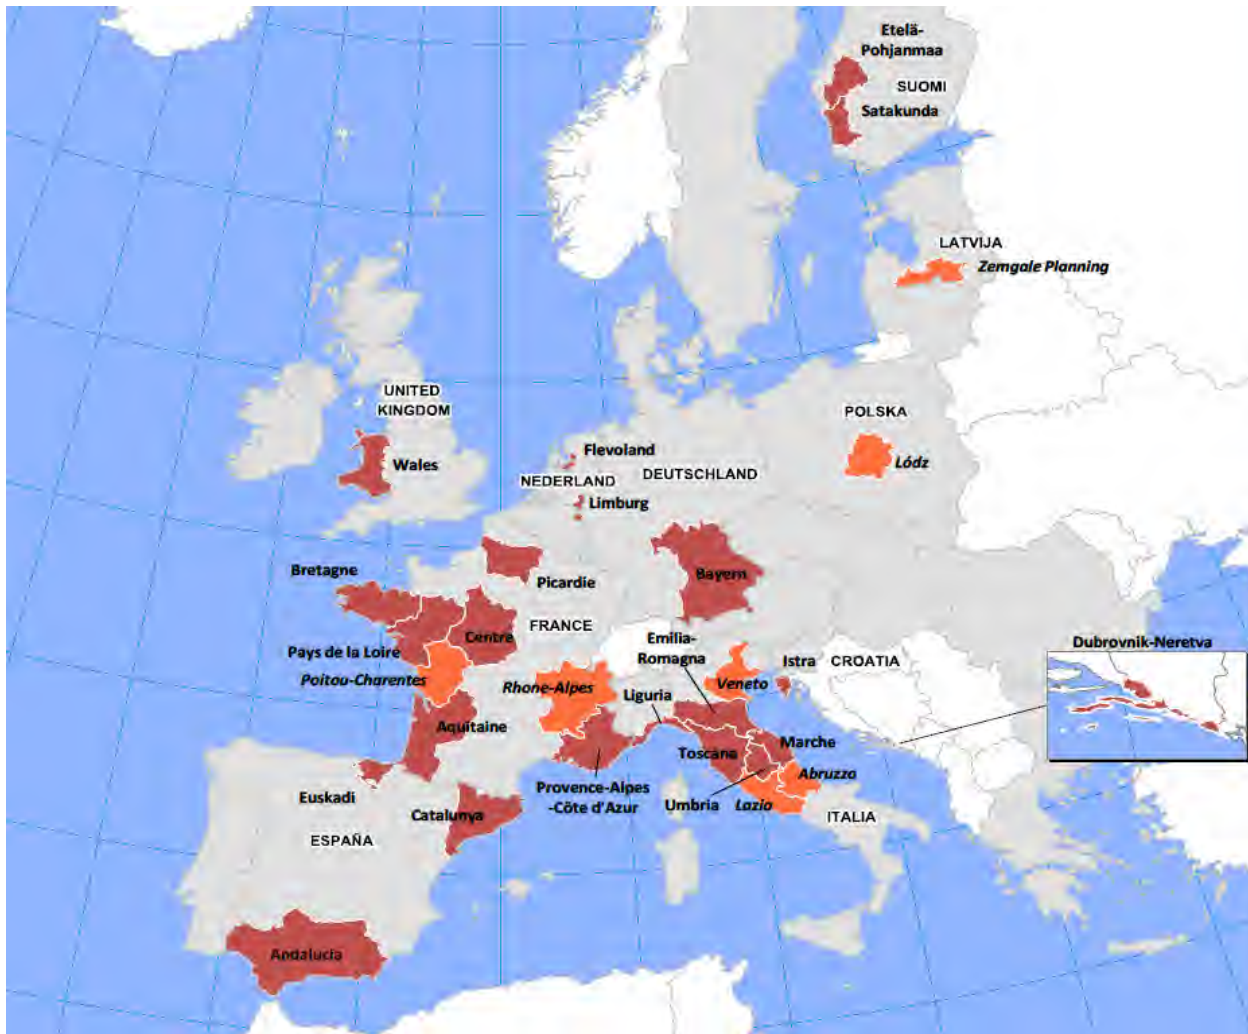 Etelä-
Pohjanmaa
SUOMI
Satakunda
LATVIJA
Zemgale Planning
UNITED
KINGDOM
POLSKA
Flevoland
Wales
NEDERLAND
DEUTSCHLAND
Lódz
Limburg
Bretagne
Picardie
Bayern
FRANCE
Centre
Emilia-
Romagna
Dubrovnik-Neretva
Pays de la Loire
Istra
CROATIA
Poitou-Charentes
Rhone-Alpes
Veneto
Liguria
Aquitaine
Marche
Toscana
Abruzzo
Euskadi
Provence-Alpes
-Côte d'Azur
Umbria
Lazio
Catalunya
ITALIA
ESPAÑA
Andalucia